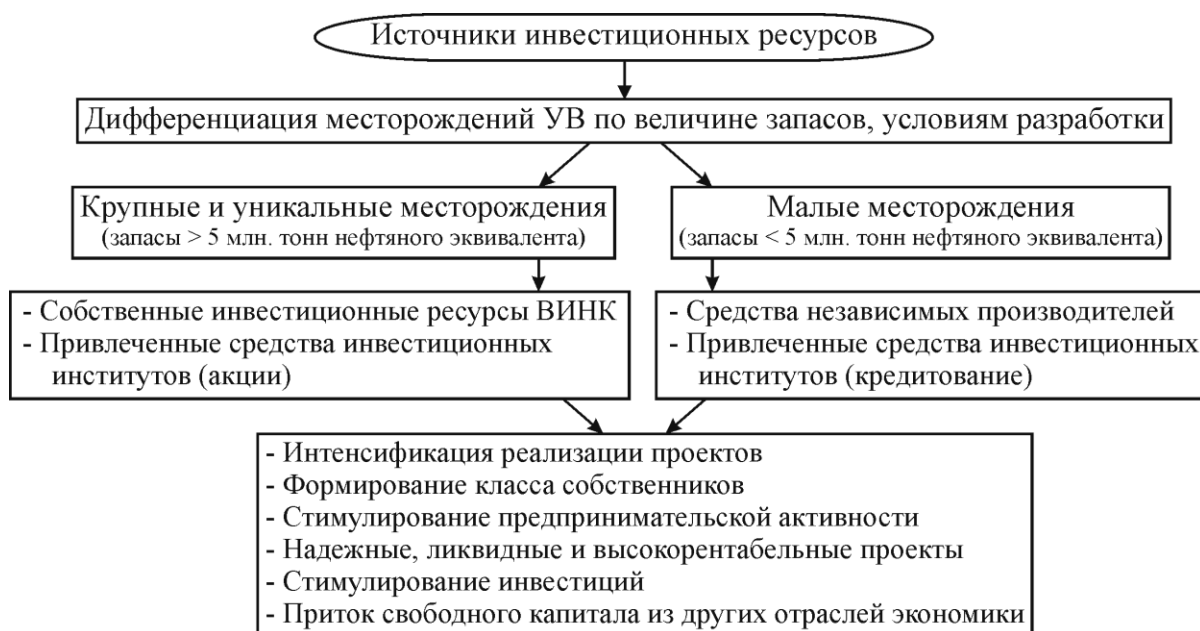 Источники инвестиционных ресурсов
Дифференциация месторождений УВ по величине запасов, условиям разработки
Крупные и уникальные месторождения
(запасы > 5 млн. тонн нефтяного эквивалента)
Малые месторождения
(запасы < 5 млн. тонн нефтяного эквивалента)
- Собственные инвестиционные ресурсы ВИНК
- Привлеченные средства инвестиционных
институтов (акции)
- Средства независимых производителей
- Привлеченные средства инвестиционных
институтов (кредитование)
- Интенсификация реализации проектов
- Формирование класса собственников
- Стимулирование предпринимательской активности
- Надежные, ликвидные и высокорентабельные проекты
- Стимулирование инвестиций
- Приток свободного капитала из других отраслей экономики